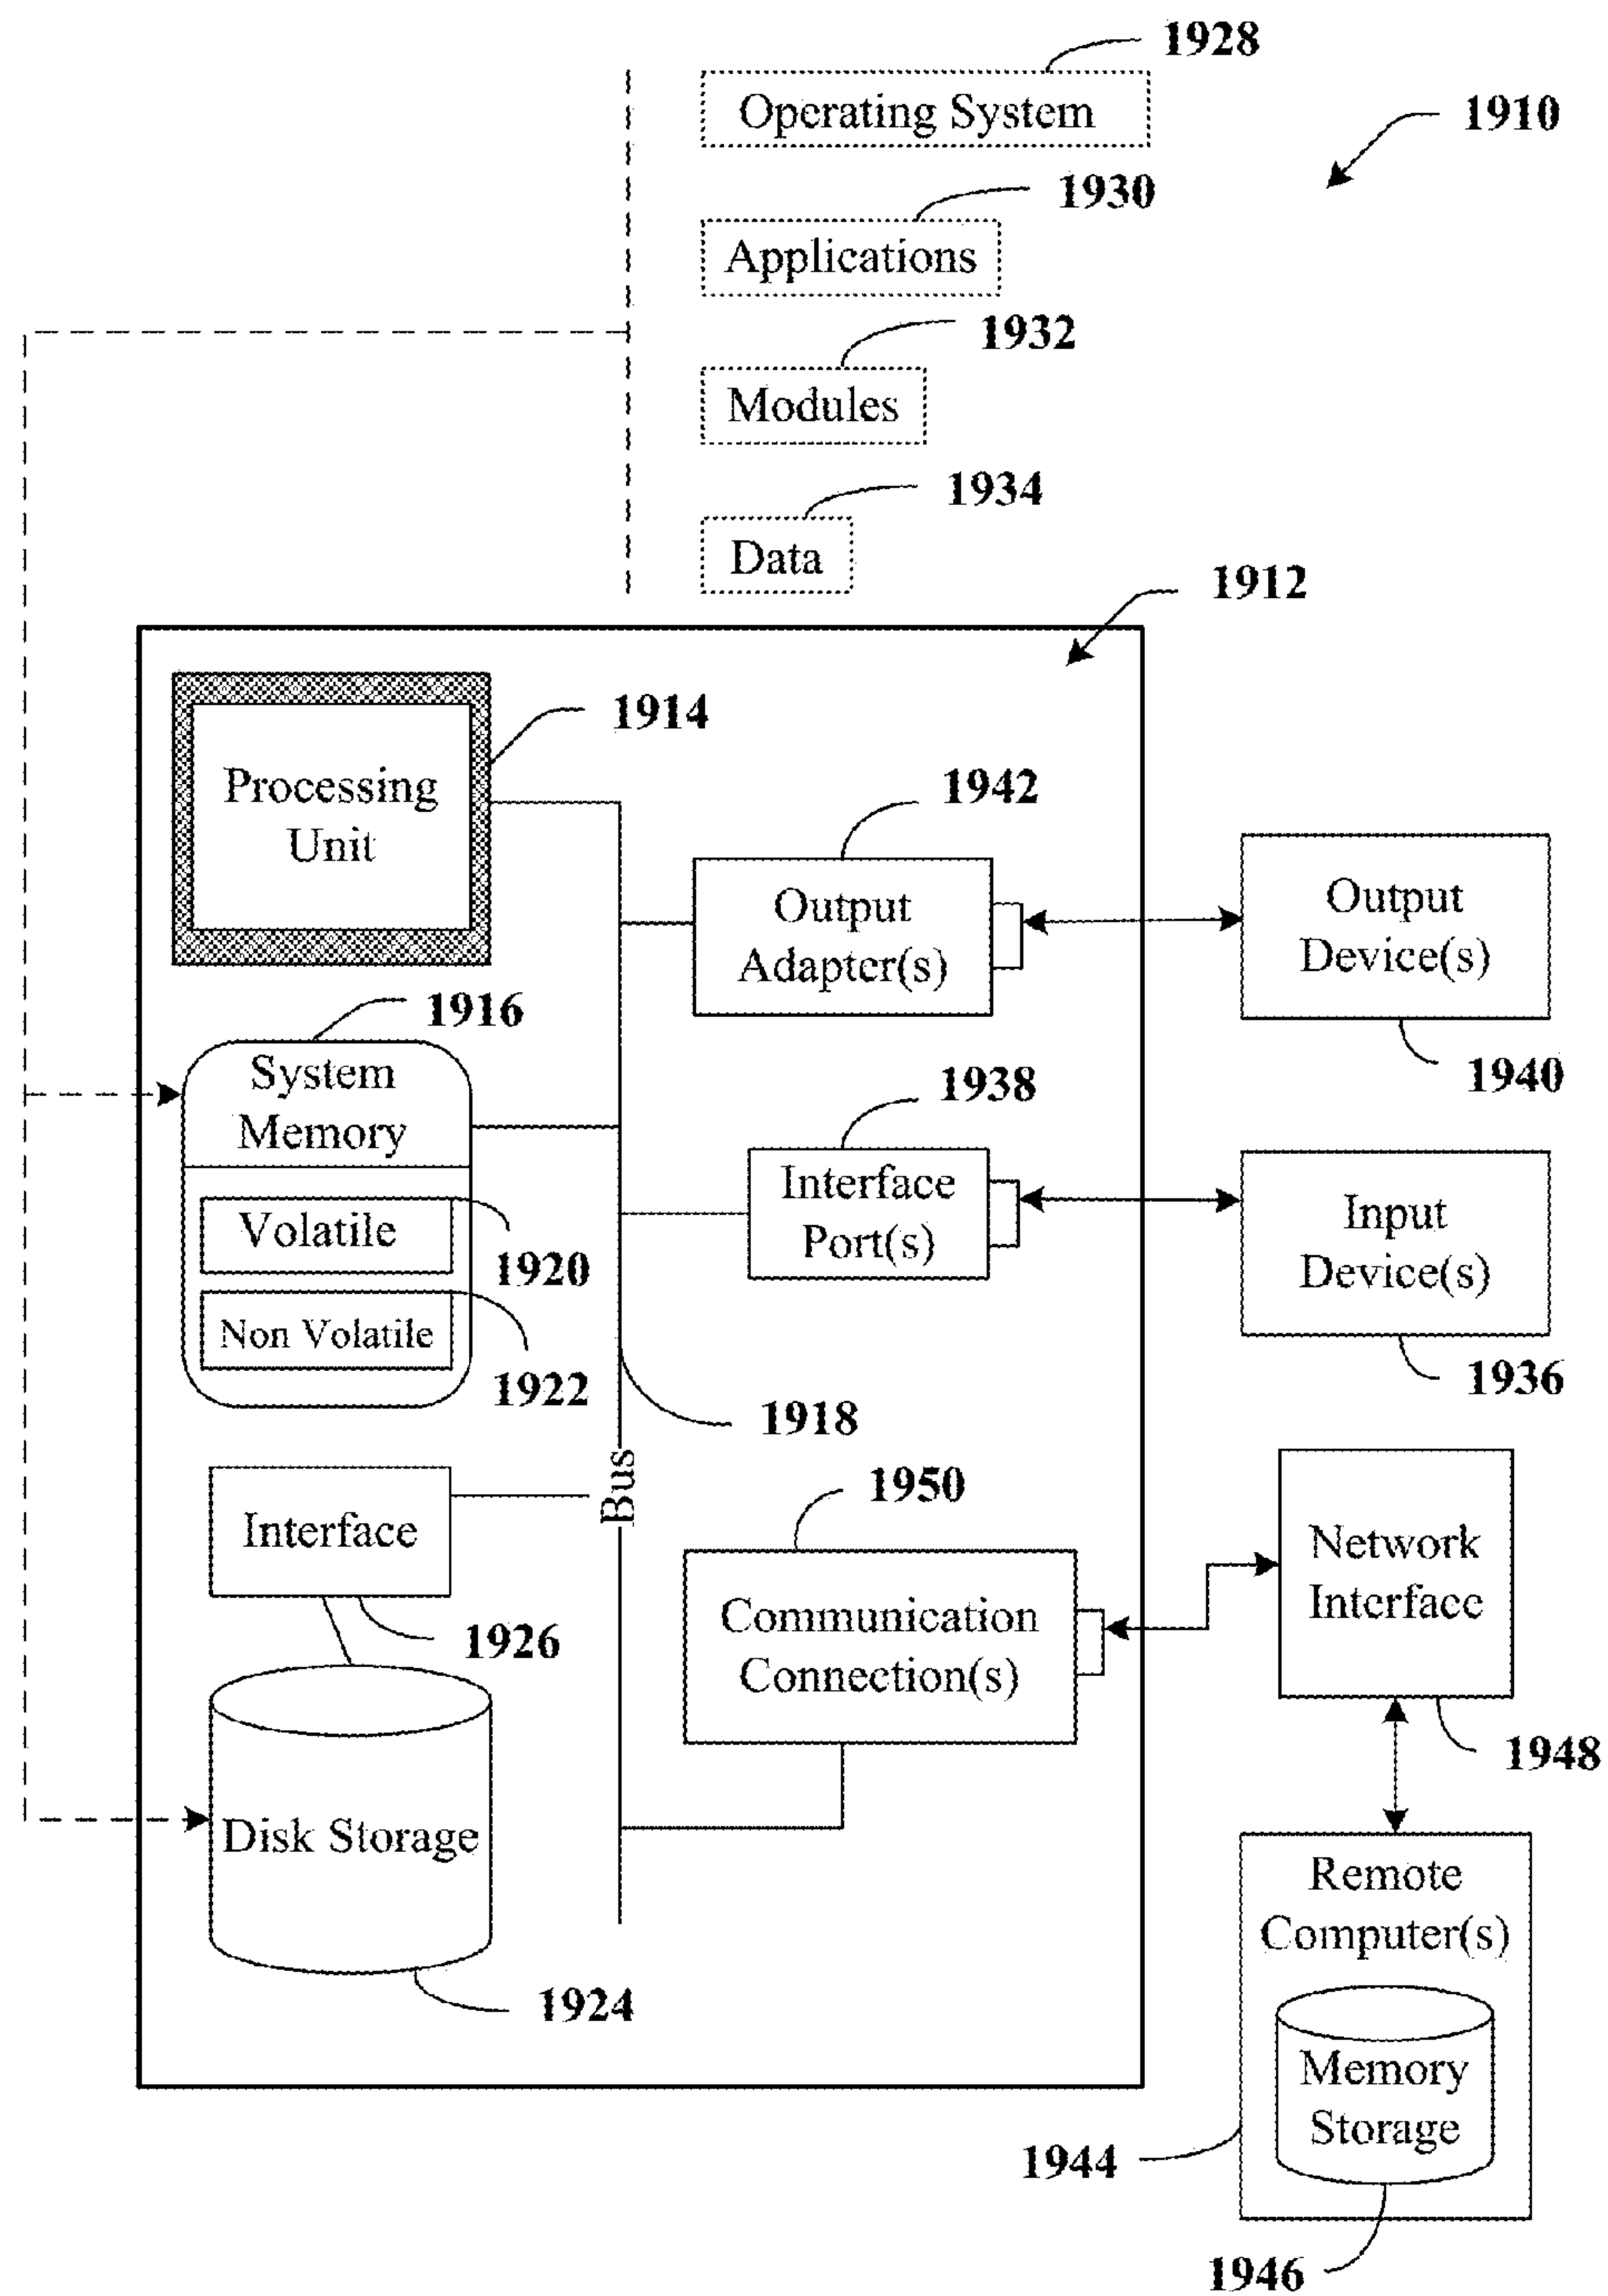 1928
Operating System
1910
1930
Applications
1932
Modules
1934
Data
1912
1914
Processing
Unit
1942
Output
Adapter(s)
Output
Device(s)
1940
1916
System
Memory
1938
Interface
Port(s)
Input
Device(s)
1936
Volatile
1920
Non Volatile
1922
1918
Bus
Interface
1926
1950
Communication
Connection(s)
Network
Interface
1948
Disk Storage
1924
Remote
Computer(s)
Memory
Storage
1944
1946